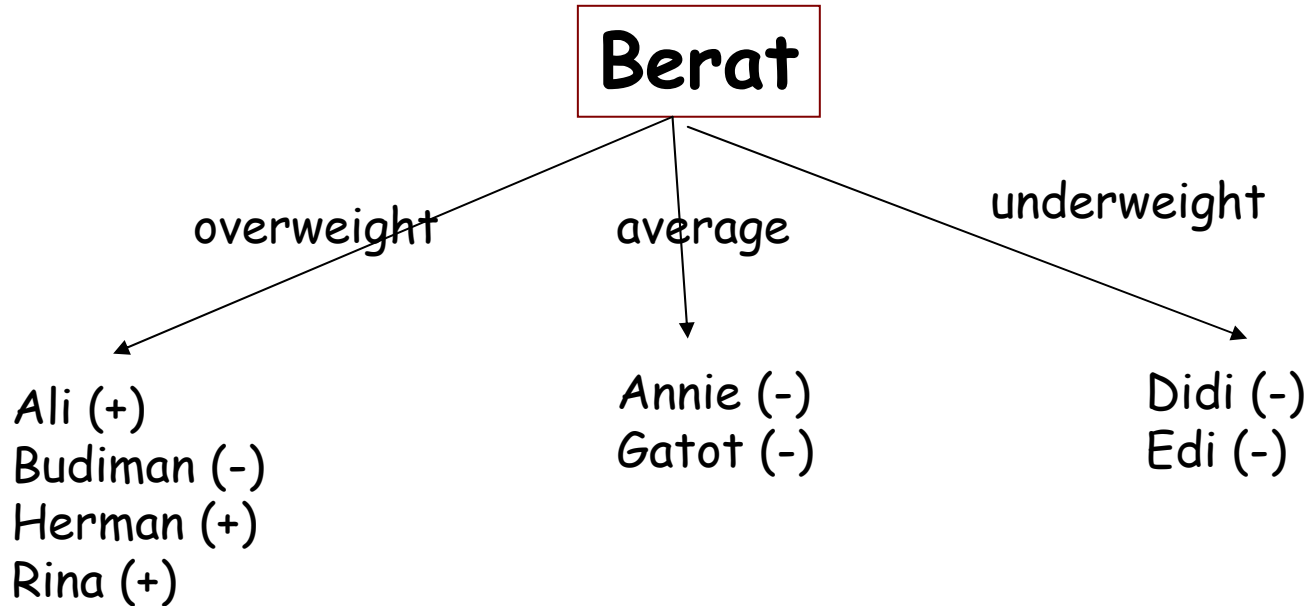 Berat
overweight
average
underweight
Ali (+)
Budiman (-)
Herman (+)
Rina (+)
Annie (-)
Gatot (-)
Didi (-)
Edi (-)